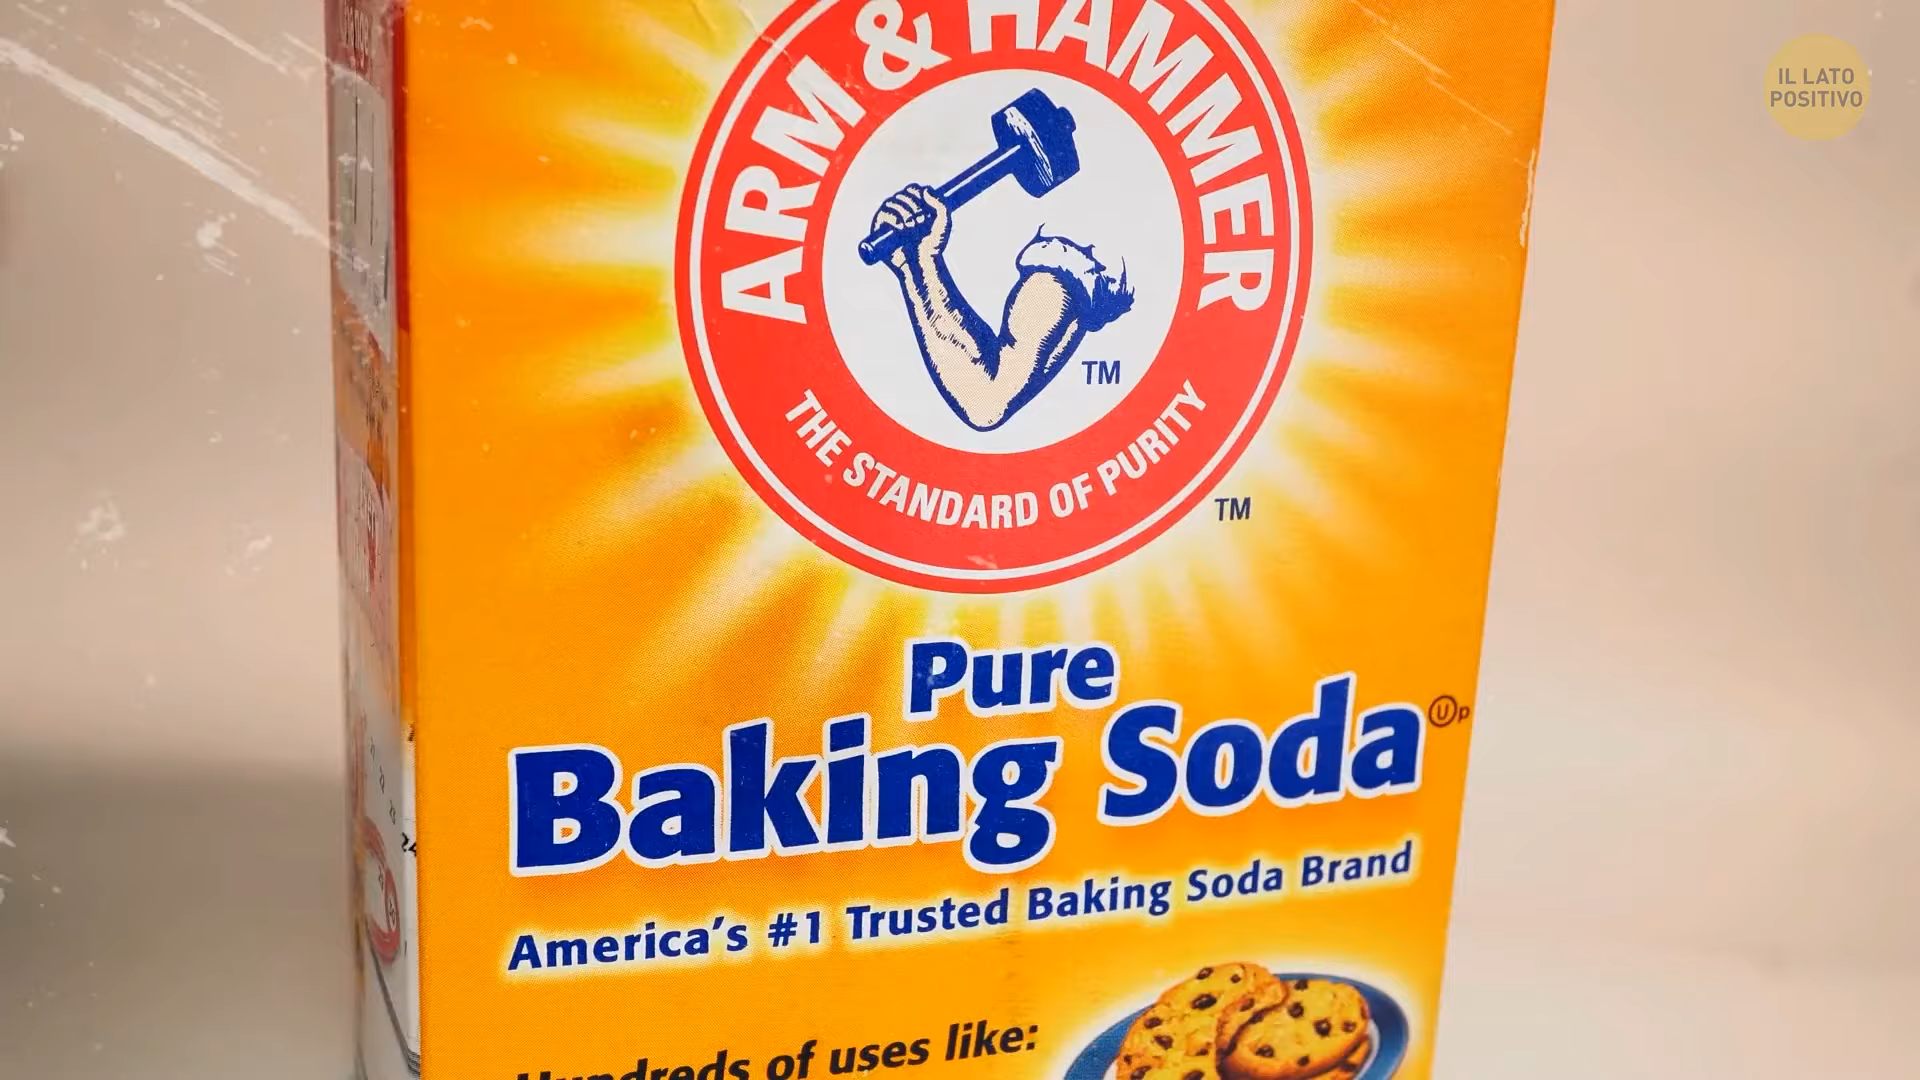 ARM & HAMMER
TM
THE STANDARD OF PURITY
TM
Pure
Baking Soda
Up
America's #1 Trusted Baking Soda Brand
Hundreds of uses like:
IL LATO
POSITIVO